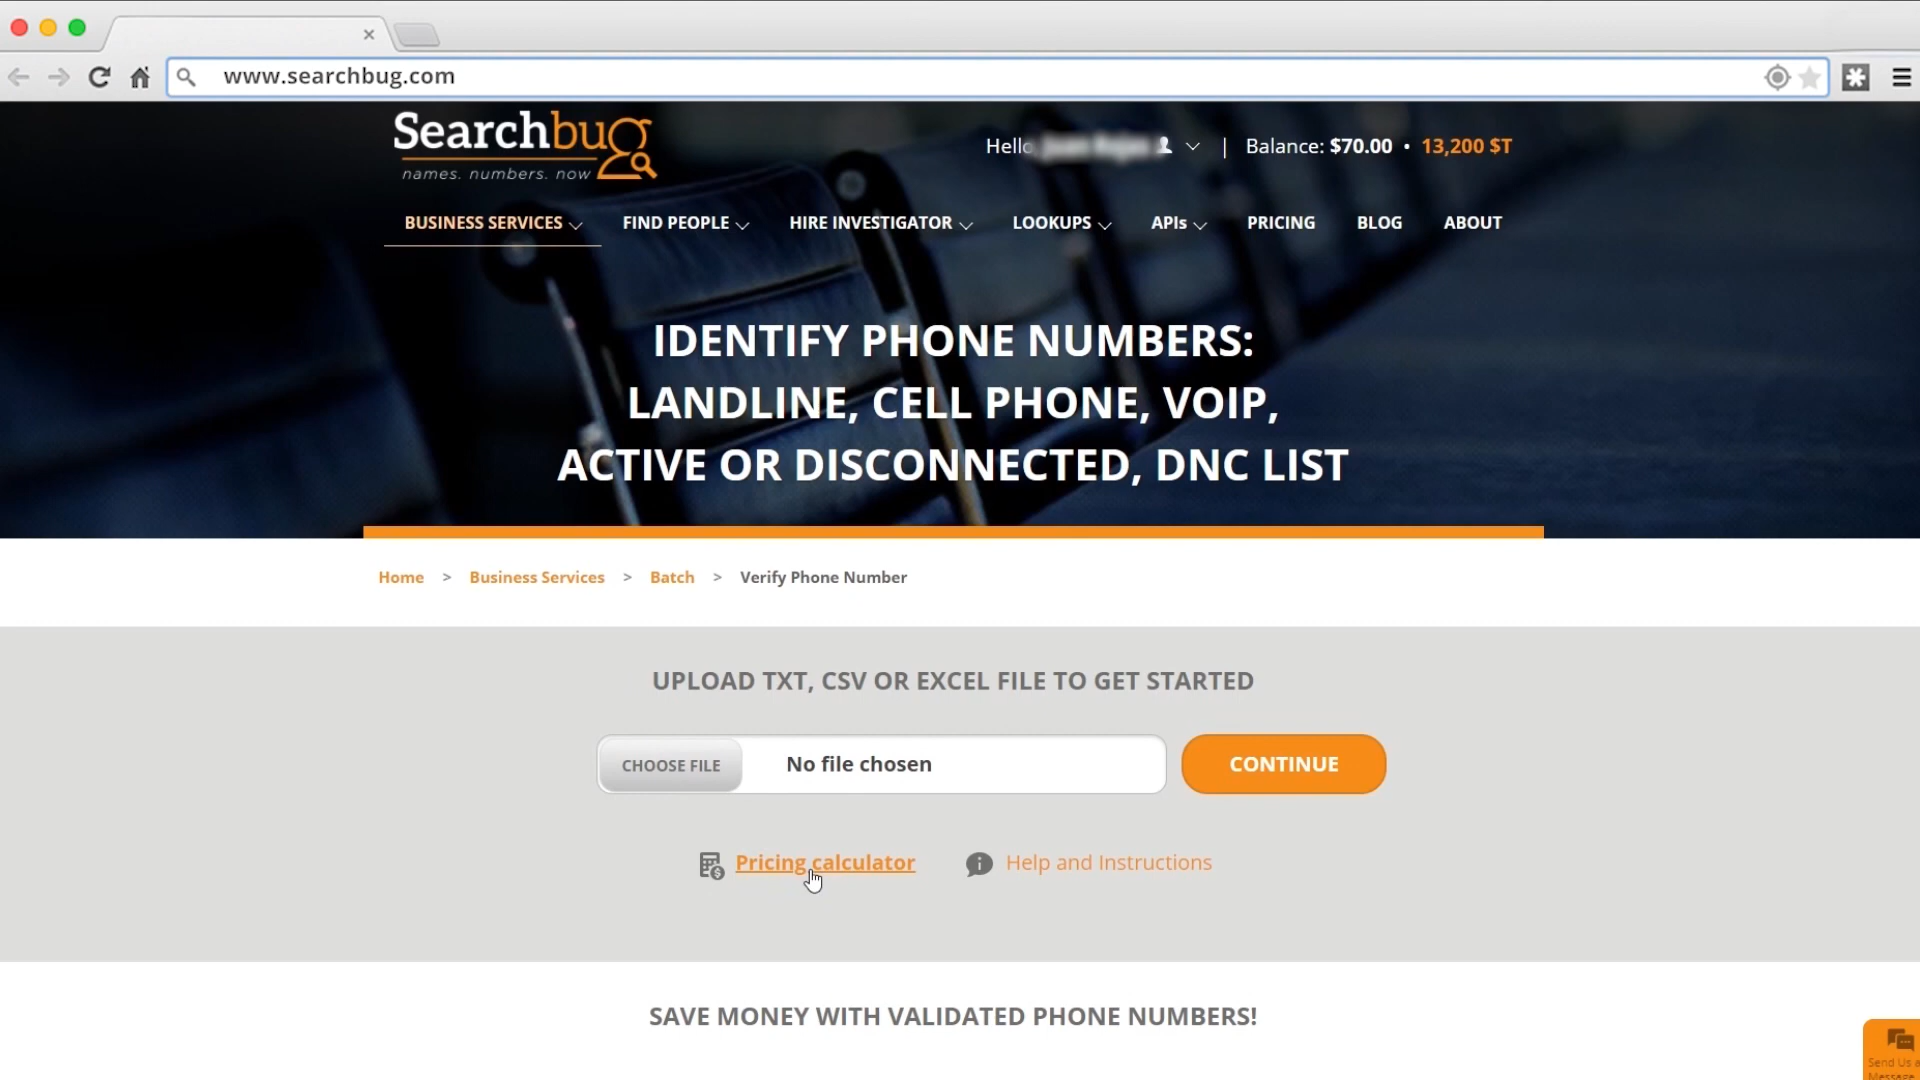 www.searchbug.com
Searchbug
names. numbers. now
Hello
Balance: $70.00 • 13,200 $T
BUSINESS SERVICES
FIND PEOPLE
HIRE INVESTIGATOR
LOOKUPS
APIs
PRICING
BLOG
ABOUT
IDENTIFY PHONE NUMBERS:
LANDLINE, CELL PHONE, VOIP,
ACTIVE OR DISCONNECTED, DNC LIST
Home > Business Services > Batch > Verify Phone Number
UPLOAD TXT, CSV OR EXCEL FILE TO GET STARTED
CHOOSE FILE
No file chosen
CONTINUE
Pricing calculator
Help and Instructions
SAVE MONEY WITH VALIDATED PHONE NUMBERS!
Send Us a
Message